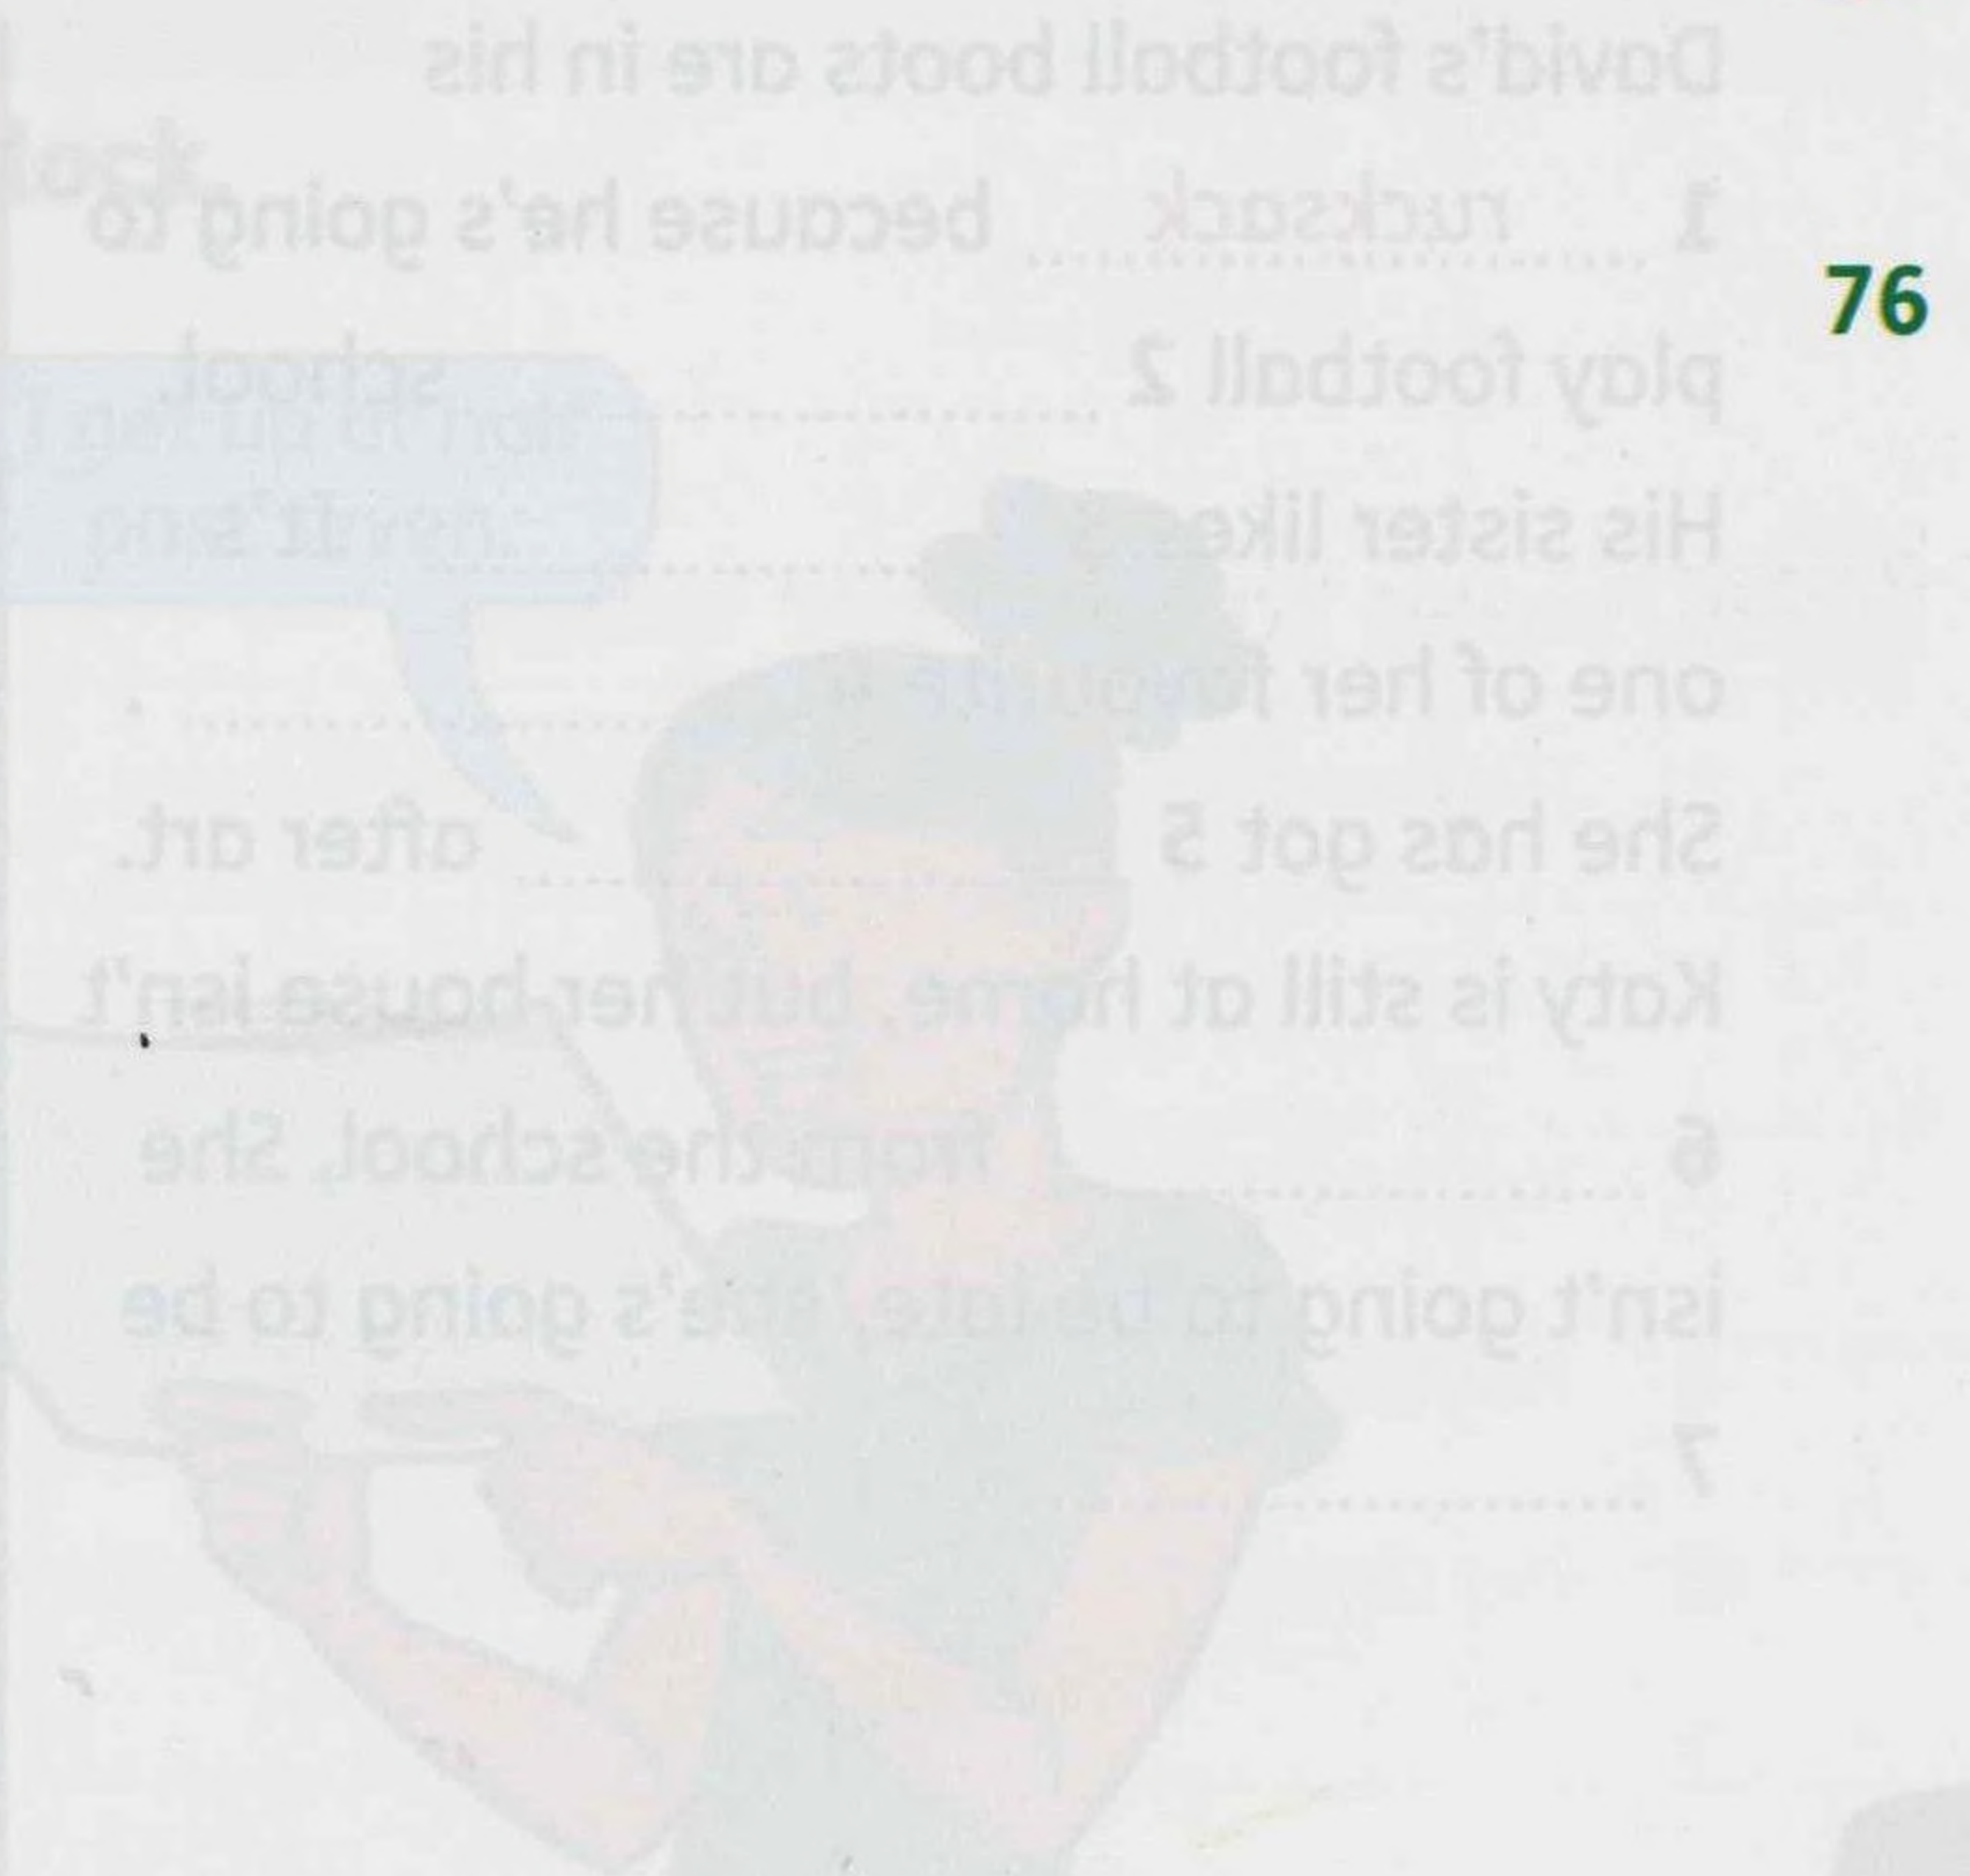 David's football boots are in his
1 rucksack because he's going to
76
play football 2 school.
His sister like
one of her
She has got 5 after art.
Katy is still at home, but her house isn't
6 from the school. She
isn't going to be late, she's going to be
7